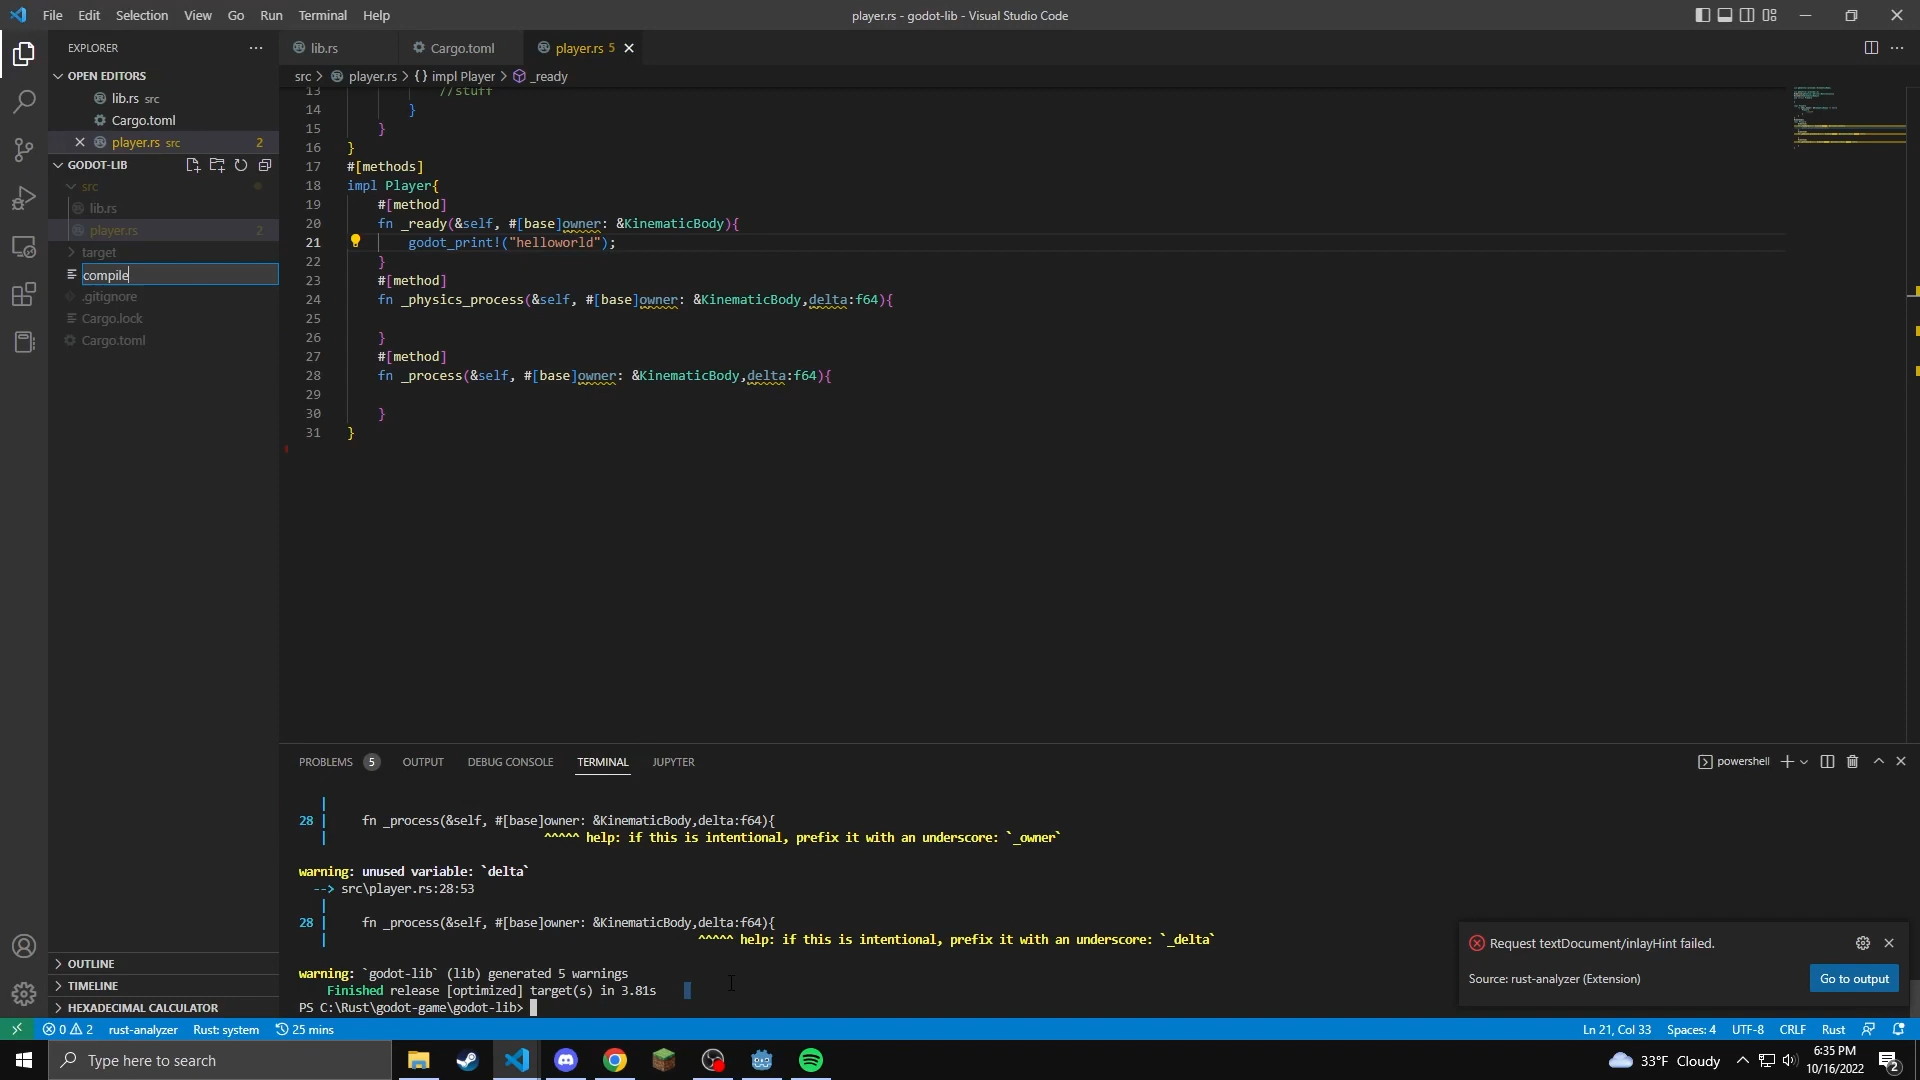 File Edit Selection View Go Run Terminal Help
player.rs - godot-lib - Visual Studio Code
EXPLORER
OPEN EDITORS
lib.rs src
Cargo.toml
player.rs src 2
GODOT-LIB
src
lib.rs
player.rs 2
target
compile
.gitignore
Cargo.lock
Cargo.toml
OUTLINE
TIMELINE
HEXADECIMAL CALCULATOR
lib.rs Cargo.toml player.rs 5
src > player.rs > {} impl Player > _ready
13 //stuff
14 }
15 }
16 }
17 #[methods]
18 impl Player{
19 #[method]
20 fn _ready(&self, #[base]owner: &KinematicBody){
21 godot_print!("helloworld");
22 }
23 #[method]
24 fn _physics_process(&self, #[base]owner: &KinematicBody,delta:f64){
25
26 }
27 #[method]
28 fn _process(&self, #[base]owner: &KinematicBody,delta:f64){
29
30 }
31 }
PROBLEMS 5 OUTPUT DEBUG CONSOLE TERMINAL JUPYTER
powershell
|
28 | fn _process(&self, #[base]owner: &KinematicBody,delta:f64){
| ^^^^^ help: if this is intentional, prefix it with an underscore: `_owner`
warning: unused variable: `delta`
--> src\player.rs:28:53
|
28 | fn _process(&self, #[base]owner: &KinematicBody,delta:f64){
| ^^^^^ help: if this is intentional, prefix it with an underscore: `_delta`
warning: `godot-lib` (lib) generated 5 warnings
Finished release [optimized] target(s) in 3.81s
PS C:\Rust\godot-game\godot-lib>
Request textDocument/inlayHint failed.
Source: rust-analyzer (Extension)
Go to output
0 2 rust-analyzer Rust: system 25 mins
Ln 21, Col 33 Spaces: 4 UTF-8 CRLF Rust
Type here to search
33°F Cloudy
6:35 PM
10/16/2022
2